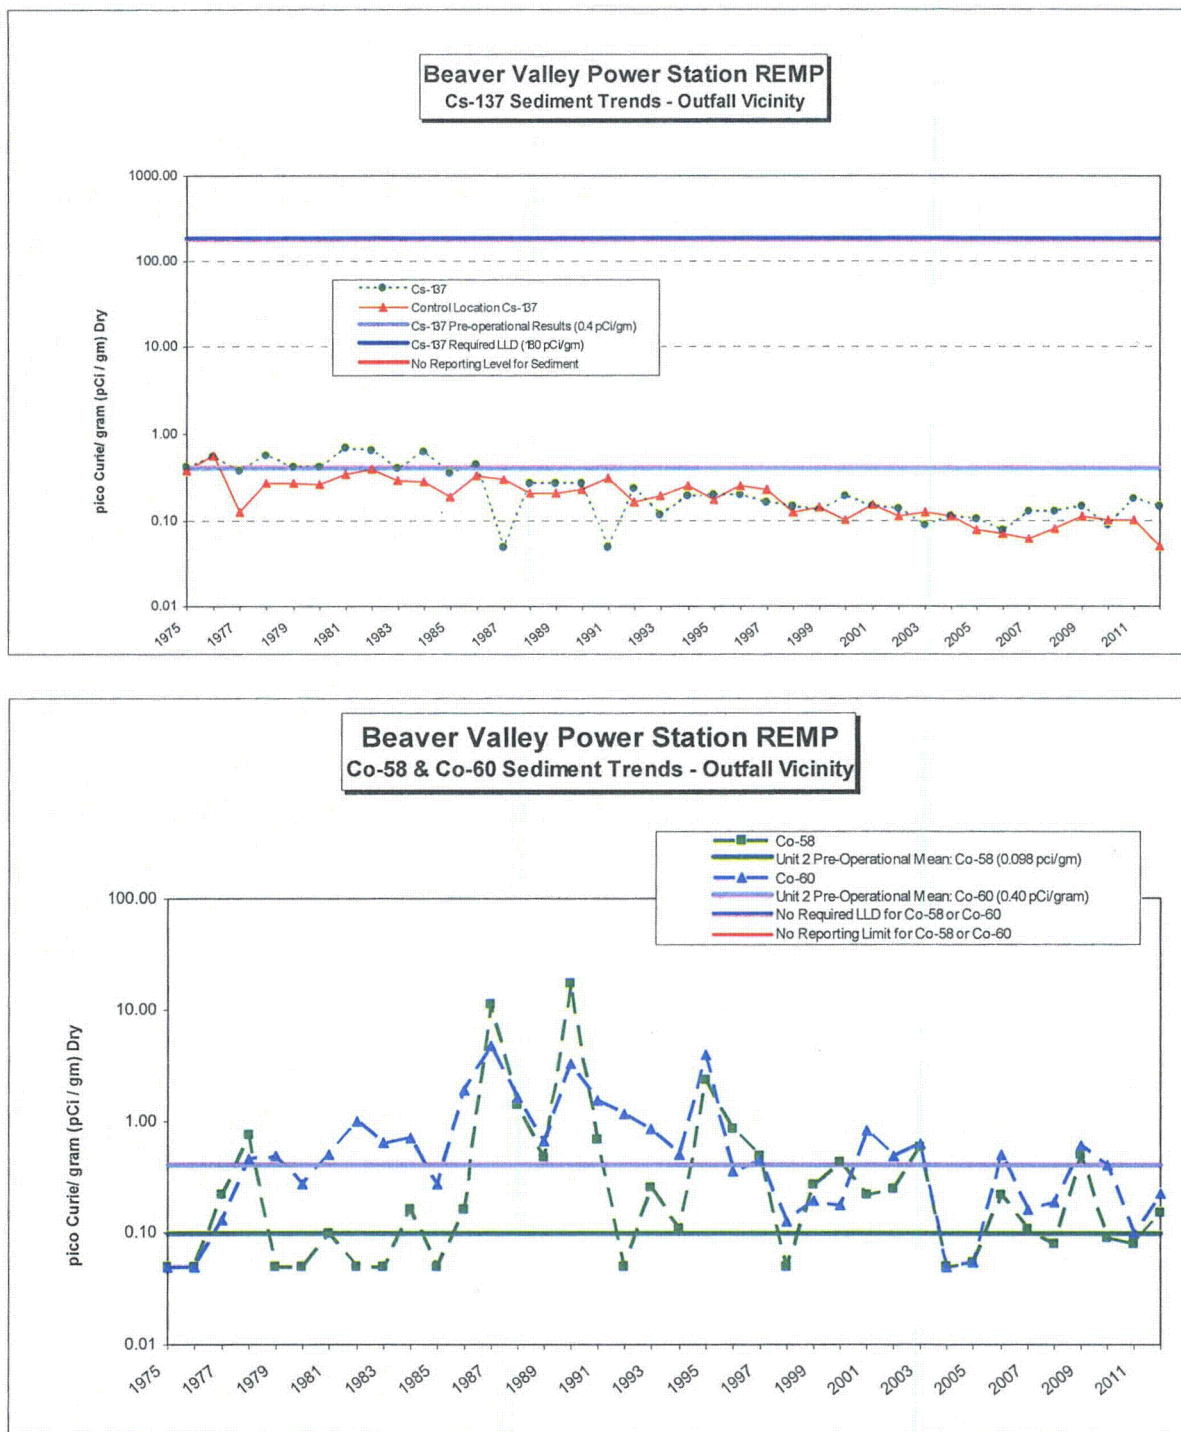 Beaver Valley Power Station REMP
Cs-137 Sediment Trends - Outfall Vicinity
pico Curie/ gram (pCi / gm) Dry
1000.00
100.00
10.00
1.00
0.10
0.01
Cs-137
Control Location Cs-137
Cs-137 Pre-operational Results (0.4 pCi/gm)
Cs-137 Required LLD (180 pCi/gm)
No Reporting Level for Sediment
1975
1977
1979
1981
1983
1985
1987
1989
1991
1993
1995
1997
1999
2001
2003
2005
2007
2009
2011
Beaver Valley Power Station REMP
Co-58 & Co-60 Sediment Trends - Outfall Vicinity
Co-58
Unit 2 Pre-Operational Mean: Co-58 (0.098 pci/gm)
Co-60
Unit 2 Pre-Operational Mean: Co-60 (0.40 pCi/gram)
No Required LLD for Co-58 or Co-60
No Reporting Limit for Co-58 or Co-60
pico Curie/ gram (pCi / gm) Dry
100.00
10.00
1.00
0.10
0.01
1975
1977
1979
1981
1983
1985
1987
1989
1991
1993
1995
1997
1999
2001
2003
2005
2007
2009
2011